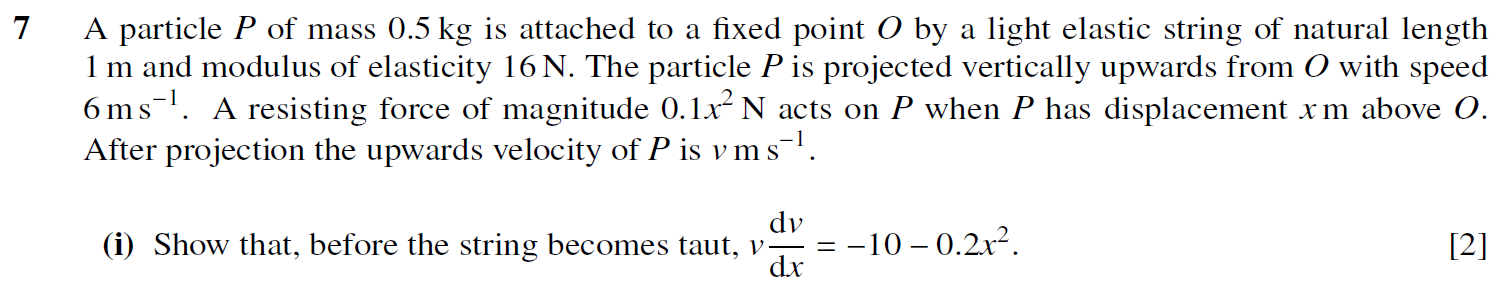 7 A particle P of mass 0.5 kg is attached to a fixed point O by a light elastic string of natural length
1 m and modulus of elasticity 16 N. The particle P is projected vertically upwards from O with speed
6 m s⁻¹. A resisting force of magnitude 0.1x² N acts on P when P has displacement x m above O.
After projection the upwards velocity of P is v m s⁻¹.
(i) Show that, before the string becomes taut, v dv/dx = −10 − 0.2x². [2]